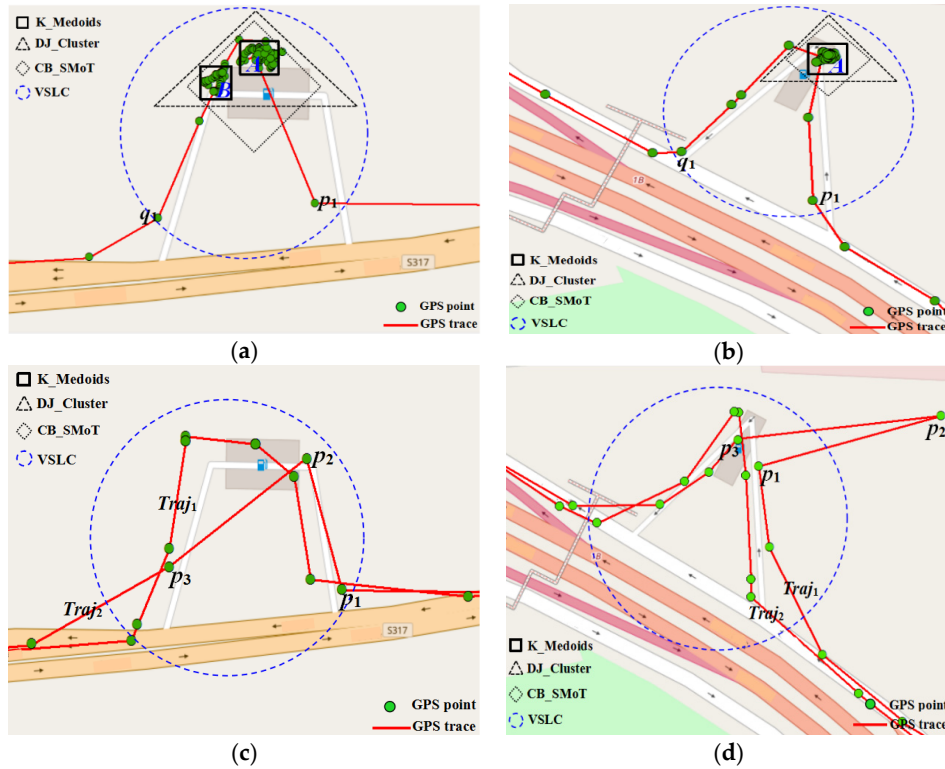 K_Medoids
DJ_Cluster
CB_SMoT
VSLC
A
B
q1
p1
S317
GPS point
GPS trace
(a)
A
q1
1B
p1
K_Medoids
DJ_Cluster
CB_SMoT
VSLC
GPS point
GPS trace
(b)
K_Medoids
DJ_Cluster
CB_SMoT
VSLC
p2
Traj1
p3
p1
Traj2
S317
GPS point
GPS trace
(c)
p2
p3
p1
B
Traj1
Traj2
K_Medoids
DJ_Cluster
CB_SMoT
VSLC
GPS point
GPS trace
(d)